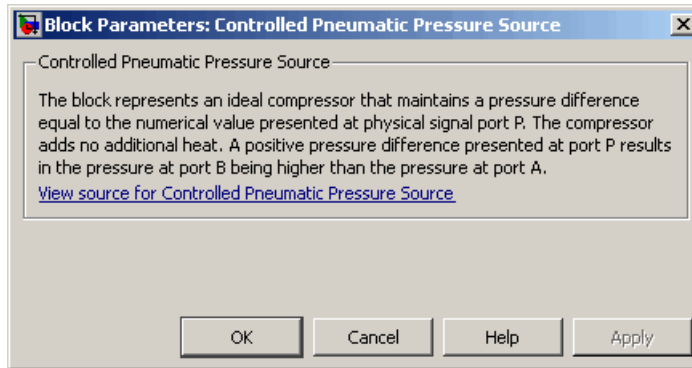 Block Parameters: Controlled Pneumatic Pressure Source
Controlled Pneumatic Pressure Source
The block represents an ideal compressor that maintains a pressure difference
equal to the numerical value presented at physical signal port P. The compressor
adds no additional heat. A positive pressure difference presented at port P results
in the pressure at port B being higher than the pressure at port A.
View source for Controlled Pneumatic Pressure Source
OK Cancel Help Apply